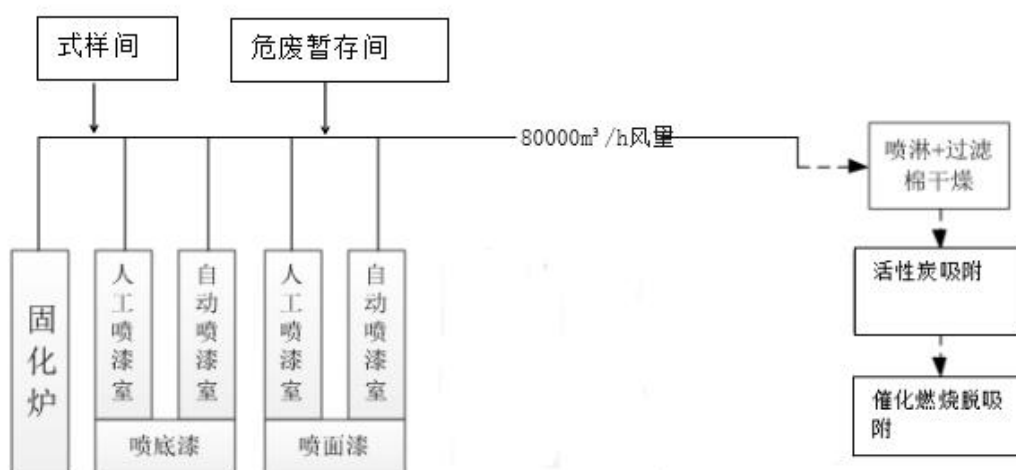 式样间
危废暂存间
80000m³/h风量
喷淋+过滤
棉干燥
活性炭吸附
催化燃烧脱吸
附
固化炉
人工喷漆室
自动喷漆室
人工喷漆室
自动喷漆室
喷底漆
喷面漆